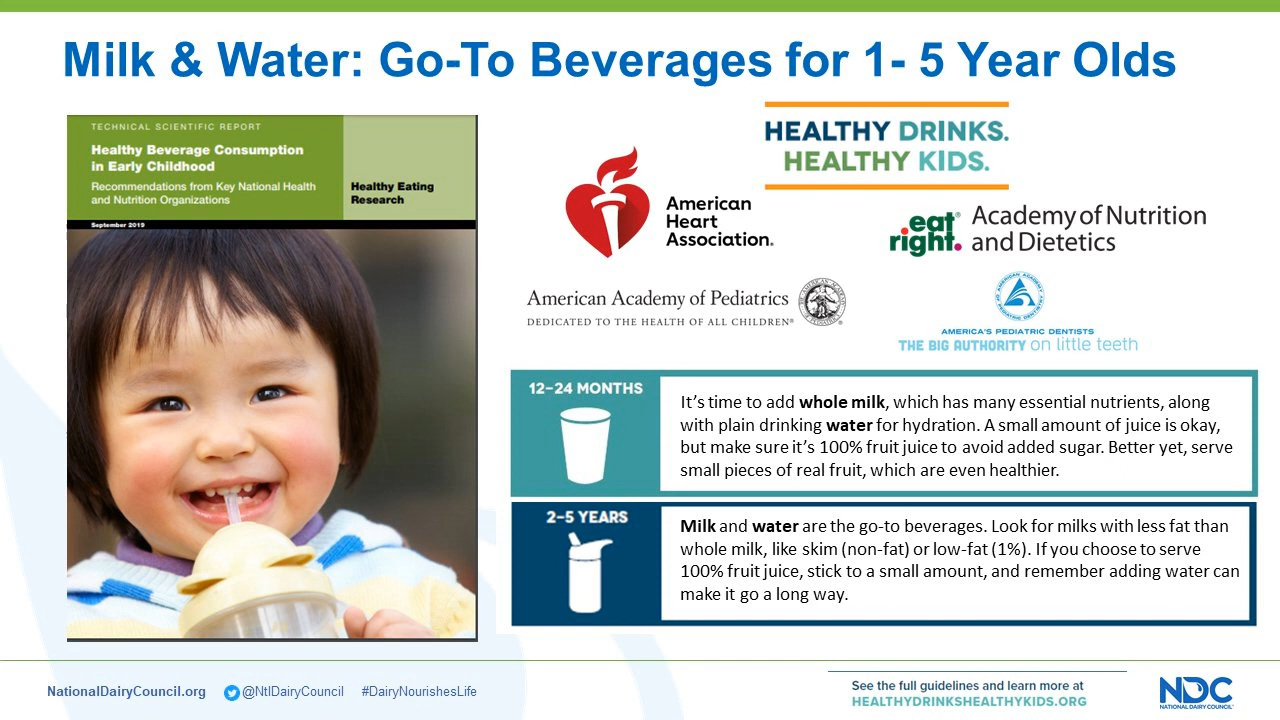 Milk & Water: Go-To Beverages for 1- 5 Year Olds
TECHNICAL SCIENTIFIC REPORT
Healthy Beverage Consumption
in Early Childhood
Recommendations from Key National Health
and Nutrition Organizations
Healthy Eating
Research
September 2019
HEALTHY DRINKS.
HEALTHY KIDS.
American
Heart
Association®
eat
right.®
Academy of Nutrition
and Dietetics
American Academy of Pediatrics
DEDICATED TO THE HEALTH OF ALL CHILDREN®
AMERICA'S PEDIATRIC DENTISTS
THE BIG AUTHORITY on little teeth
12–24 MONTHS
It's time to add whole milk, which has many essential nutrients, along
with plain drinking water for hydration. A small amount of juice is okay,
but make sure it's 100% fruit juice to avoid added sugar. Better yet, serve
small pieces of real fruit, which are even healthier.
2–5 YEARS
Milk and water are the go-to beverages. Look for milks with less fat than
whole milk, like skim (non-fat) or low-fat (1%). If you choose to serve
100% fruit juice, stick to a small amount, and remember adding water can
make it go a long way.
NationalDairyCouncil.org @NtlDairyCouncil #DairyNourishesLife
See the full guidelines and learn more at
HEALTHYDRINKSHEALTHYKIDS.ORG
NDC
NATIONAL DAIRY COUNCIL